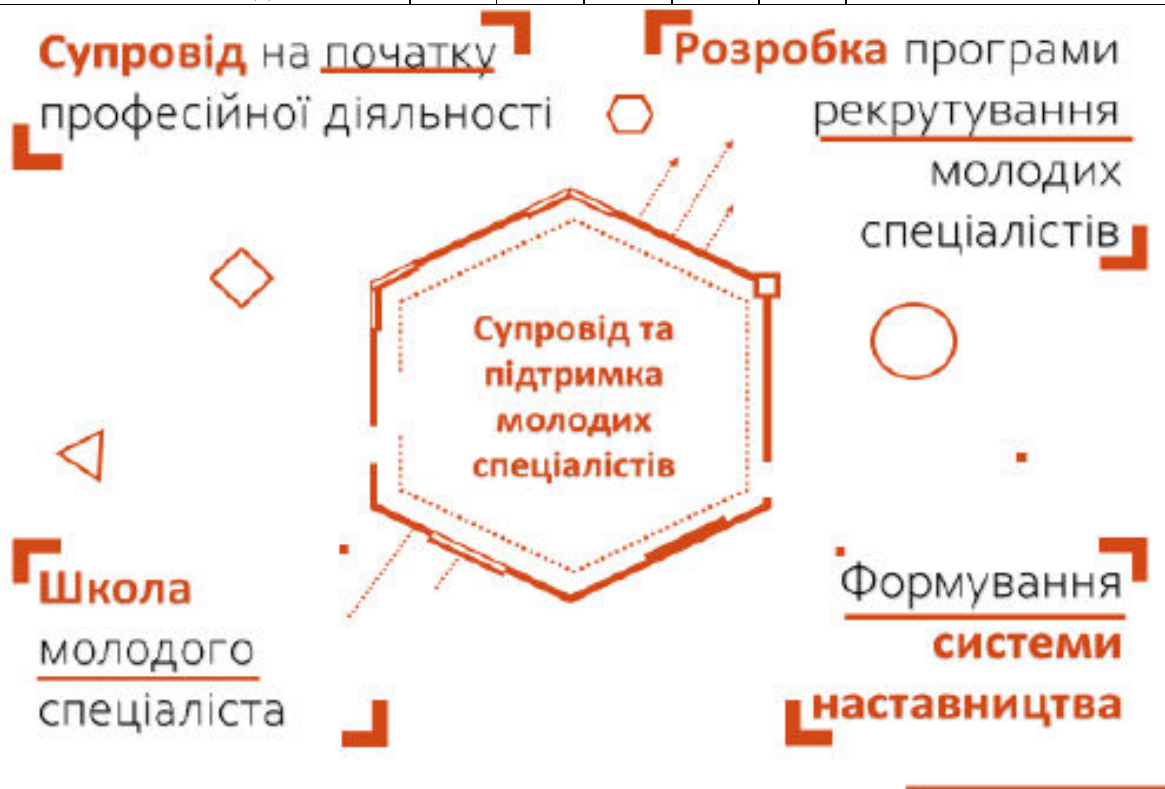 Супровід на початку
професійної діяльності
Розробка програми
рекрутування
молодих
спеціалістів
Супровід та
підтримка
молодих
спеціалістів
Школа
молодого
спеціаліста
Формування
системи
наставництва